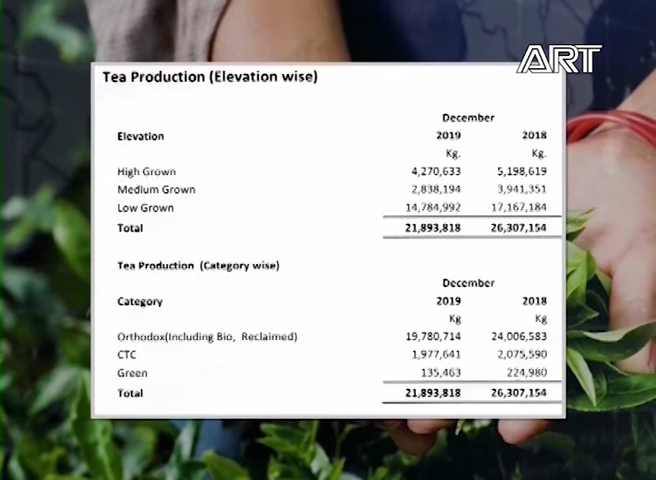 ART
Tea Production (Elevation wise)
December
Elevation 2019 2018
Kg. Kg.
High Grown 4,270,633 5,198,619
Medium Grown 2,838,194 3,941,351
Low Grown 14,784,992 17,167,184
Total 21,893,818 26,307,154
Tea Production (Category wise)
December
Category 2019 2018
Kg Kg
Orthodox(Including Bio, Reclaimed) 19,780,714 24,006,583
CTC 1,977,641 2,075,590
Green 135,463 224,980
Total 21,893,818 26,307,154